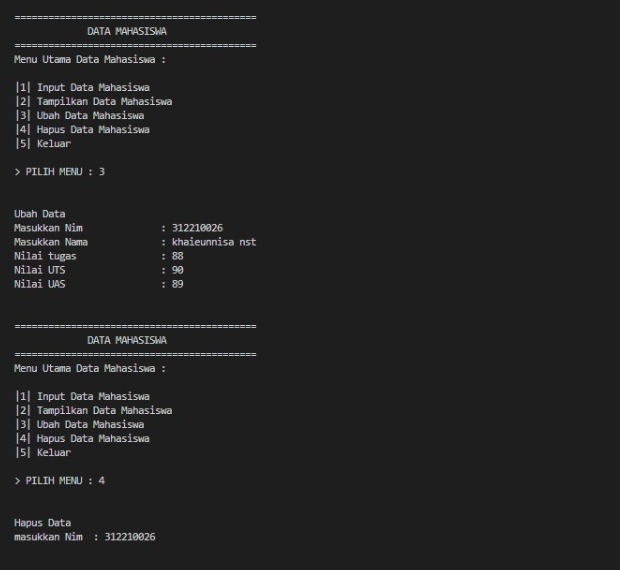 ===========================================
DATA MAHASISWA
===========================================
Menu Utama Data Mahasiswa :
|1| Input Data Mahasiswa
|2| Tampilkan Data Mahasiswa
|3| Ubah Data Mahasiswa
|4| Hapus Data Mahasiswa
|5| Keluar
> PILIH MENU : 3
Ubah Data
Masukkan Nim : 312210026
Masukkan Nama : khaieunnisa nst
Nilai tugas : 88
Nilai UTS : 90
Nilai UAS : 89
===========================================
DATA MAHASISWA
===========================================
Menu Utama Data Mahasiswa :
|1| Input Data Mahasiswa
|2| Tampilkan Data Mahasiswa
|3| Ubah Data Mahasiswa
|4| Hapus Data Mahasiswa
|5| Keluar
> PILIH MENU : 4
Hapus Data
masukkan Nim : 312210026